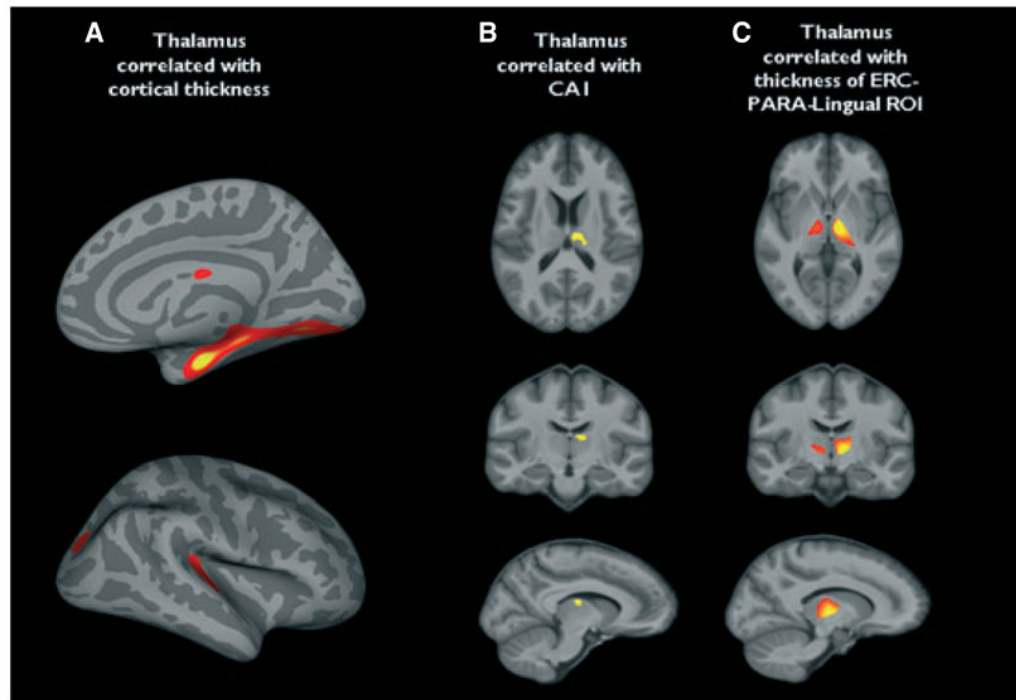 A
Thalamus
correlated with
cortical thickness
B
Thalamus
correlated with
CA1
C
Thalamus
correlated with
thickness of ERC-
PARA-Lingual ROI